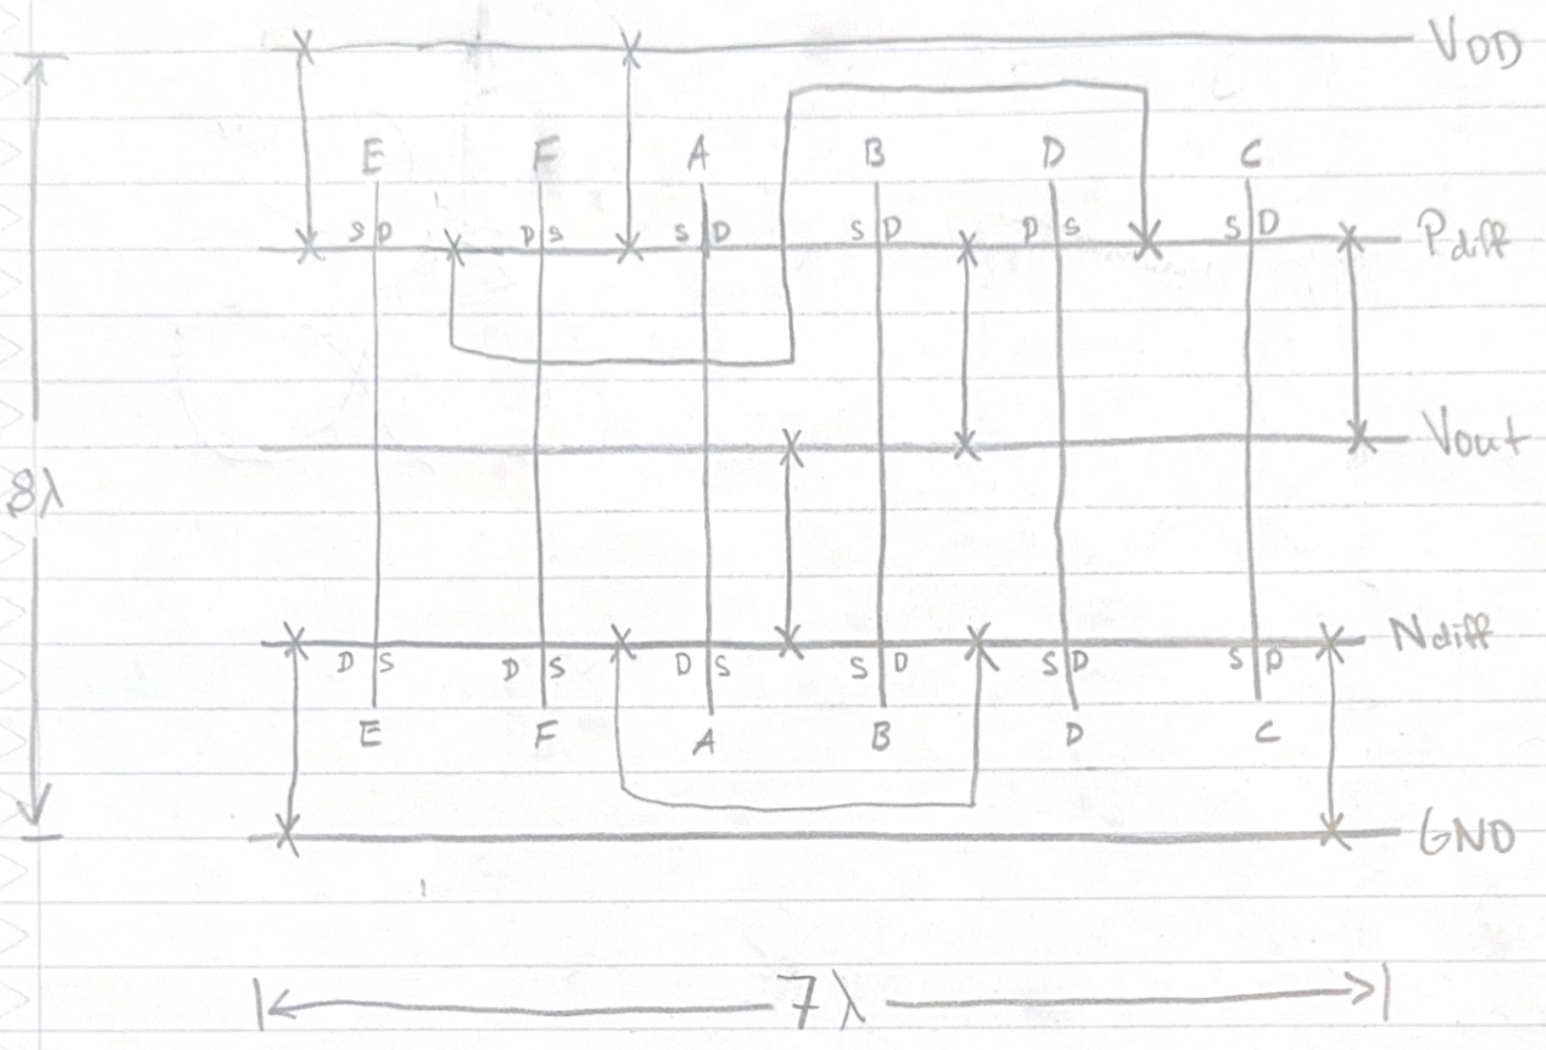 VDD
E F A B D C
S D D S S D S D D S S D Pdiff
Vout
8λ
Ndiff
D S D S D S S D S D S D
E F A B D C
GND
7λ